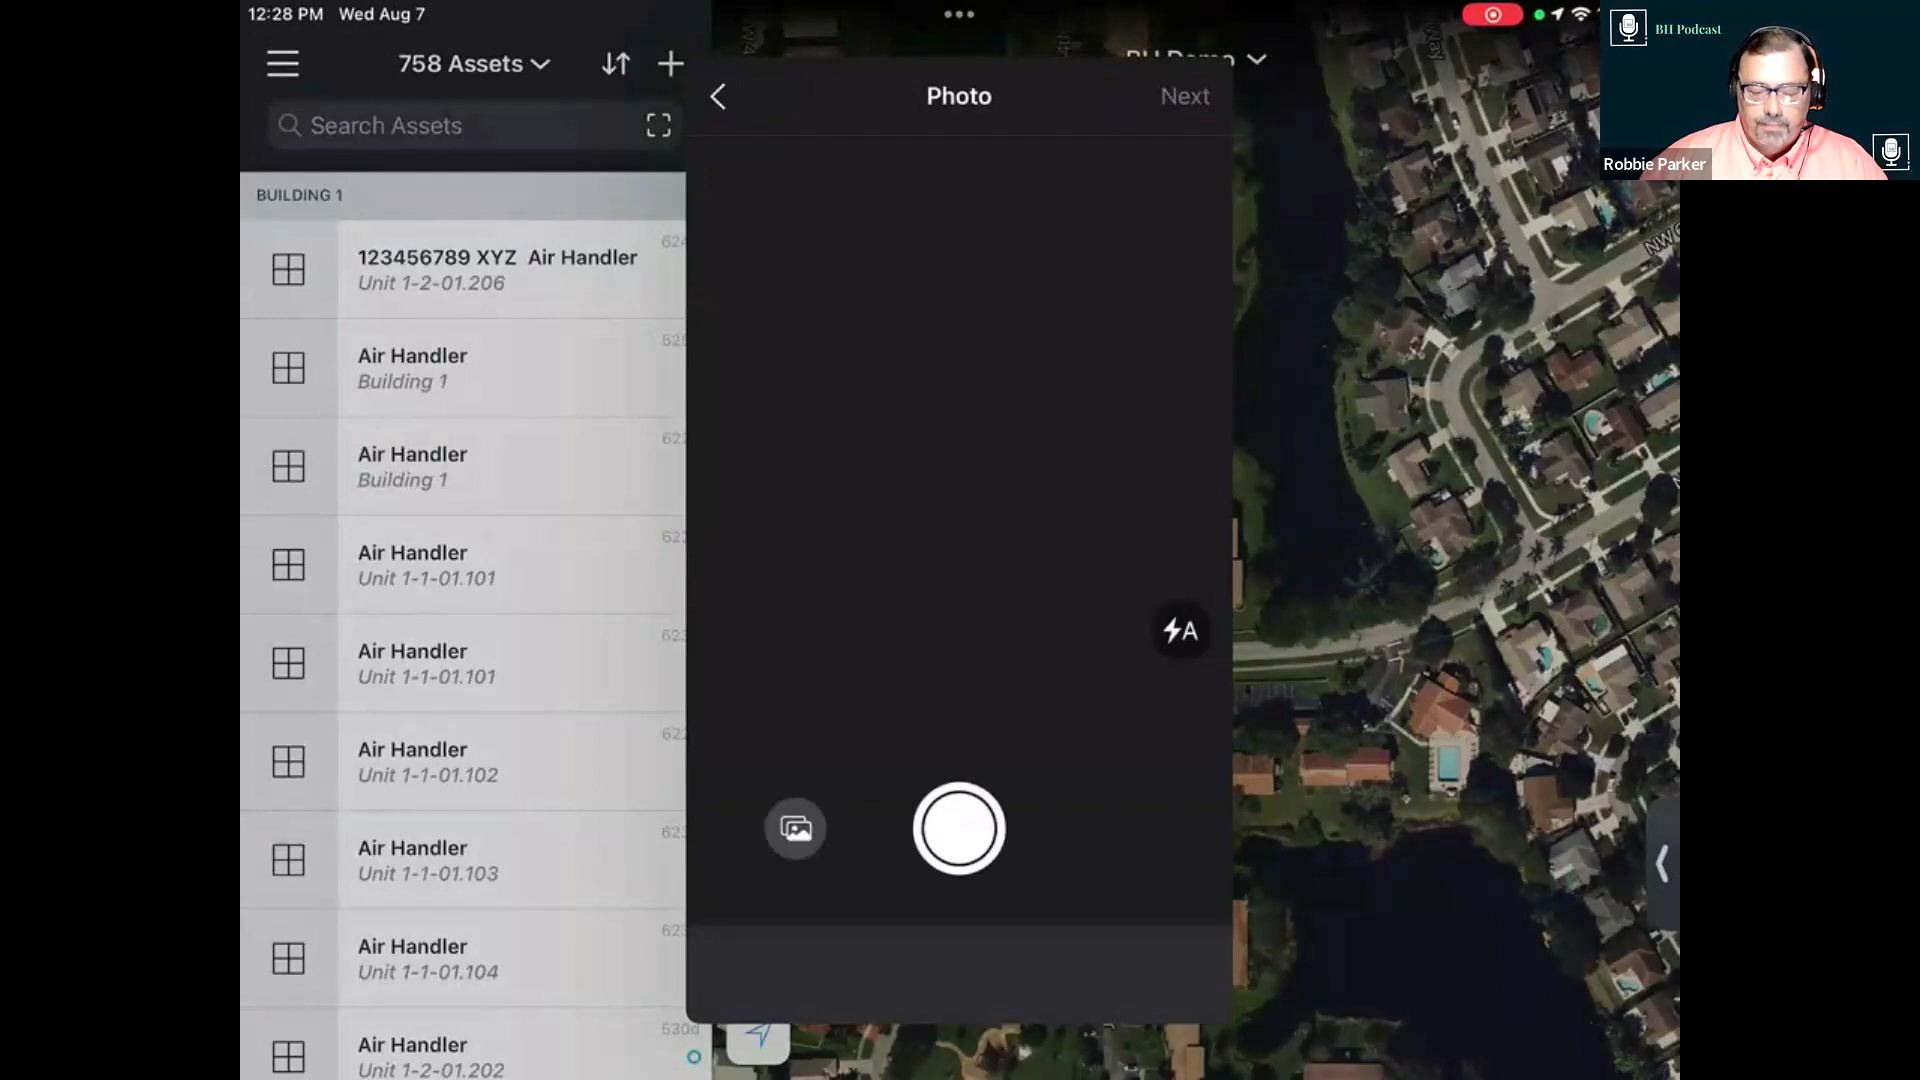 12:28 PM Wed Aug 7
758 Assets
Search Assets
BUILDING 1
123456789 XYZ Air Handler
Unit 1-2-01.206
Air Handler
Building 1
Air Handler
Building 1
Air Handler
Unit 1-1-01.101
Air Handler
Unit 1-1-01.101
Air Handler
Unit 1-1-01.102
Air Handler
Unit 1-1-01.103
Air Handler
Unit 1-1-01.104
530d
Air Handler
Unit 1-2-01.202
BH Demo
Photo
Next
A
NW
BH Podcast
Robbie Parker